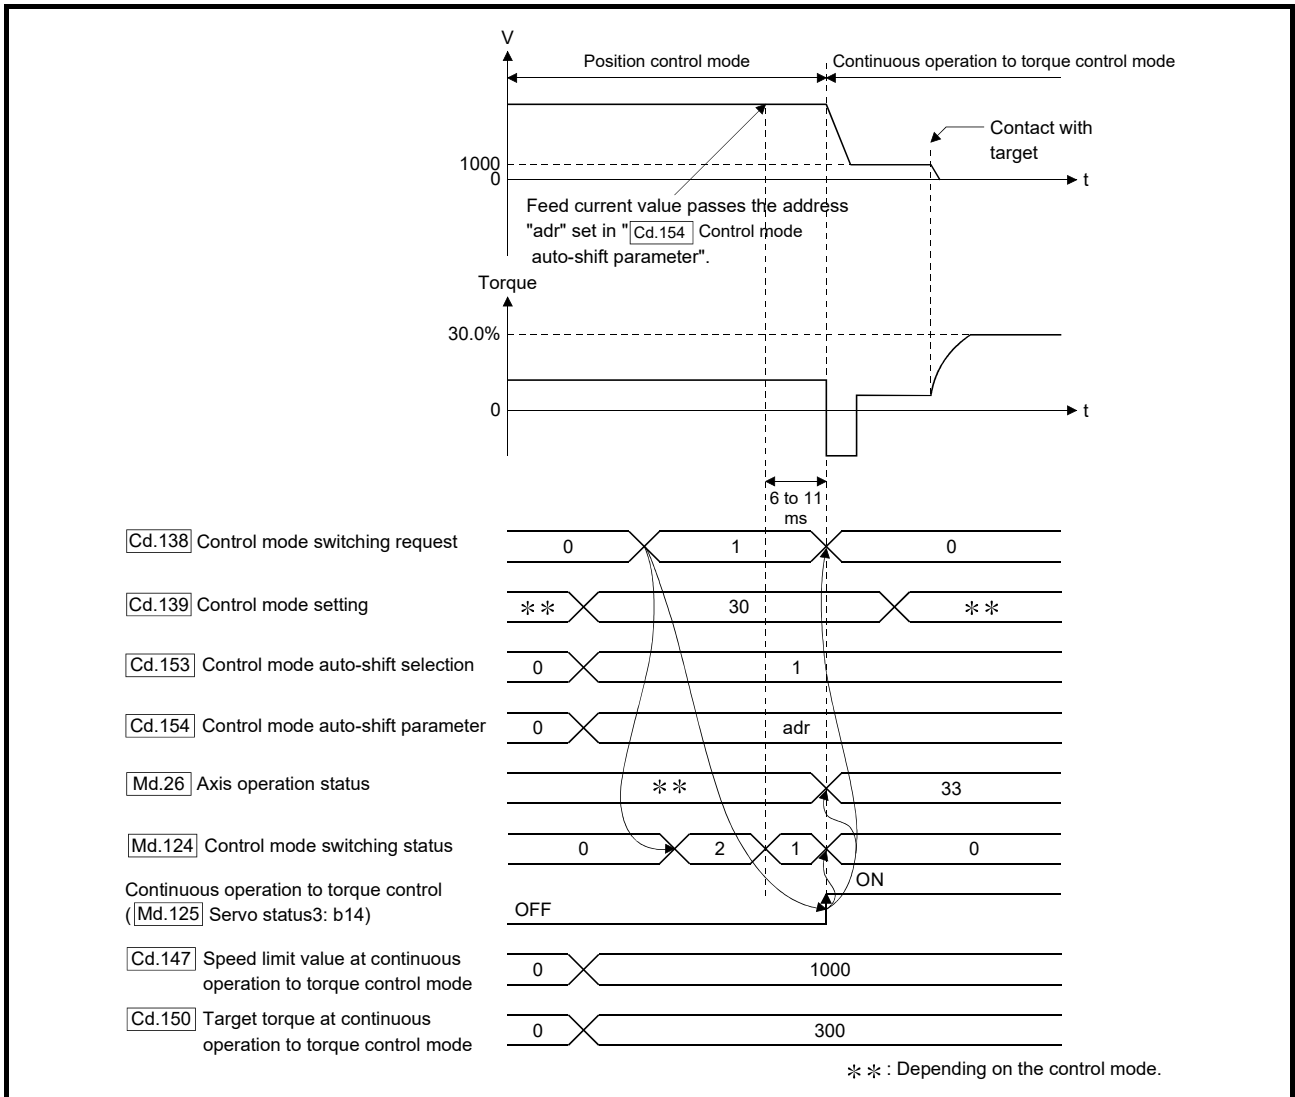 V
Position control mode
Continuous operation to torque control mode
Contact with
target
1000
0
t
Feed current value passes the address
"adr" set in "Cd.154 Control mode
auto-shift parameter".
Torque
30.0%
0
t
6 to 11
ms
Cd.138 Control mode switching request
0 1 0
Cd.139 Control mode setting
** 30 **
Cd.153 Control mode auto-shift selection
0 1
Cd.154 Control mode auto-shift parameter
0 adr
Md.26 Axis operation status
** 33
Md.124 Control mode switching status
0 2 1 0
Continuous operation to torque control
(Md.125 Servo status3: b14)
OFF ON
Cd.147 Speed limit value at continuous
operation to torque control mode
0 1000
Cd.150 Target torque at continuous
operation to torque control mode
0 300
** : Depending on the control mode.